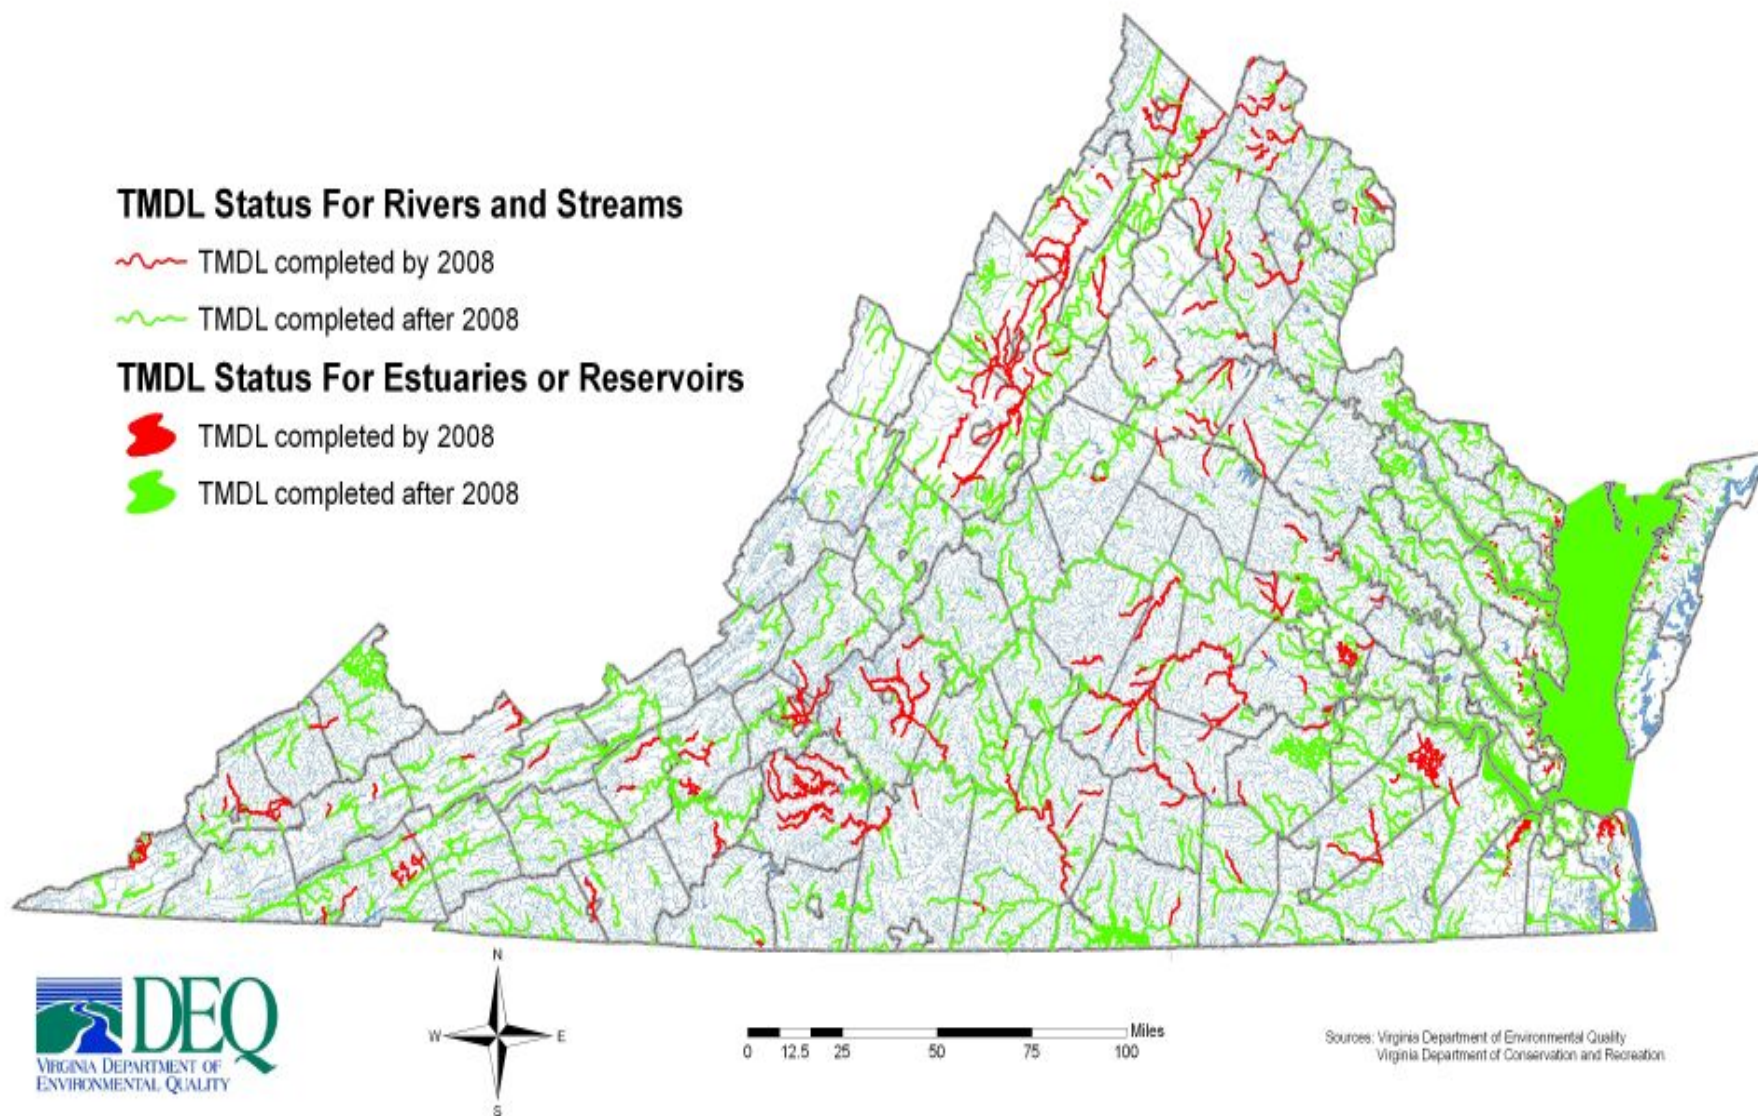 TMDL Status For Rivers and Streams
TMDL completed by 2008
TMDL completed after 2008
TMDL Status For Estuaries or Reservoirs
TMDL completed by 2008
TMDL completed after 2008
DEQ
VIRGINIA DEPARTMENT OF
ENVIRONMENTAL QUALITY
N
W
E
S
Miles
0 12.5 25 50 75 100
Sources: Virginia Department of Environmental Quality
Virginia Department of Conservation and Recreation